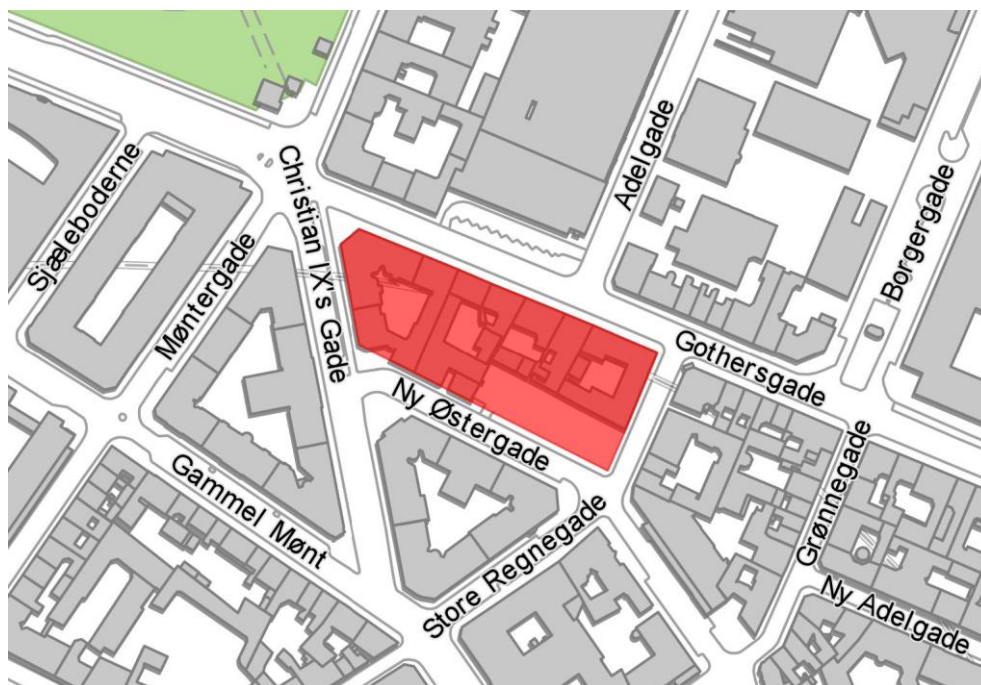 Sjæleboderne
Møntergade
Christian IX's Gade
Adelgade
Borgergade
Gothersgade
Ny Østergade
Gammel Mønt
Store Regnegade
Grønnegade
Ny Adelgade